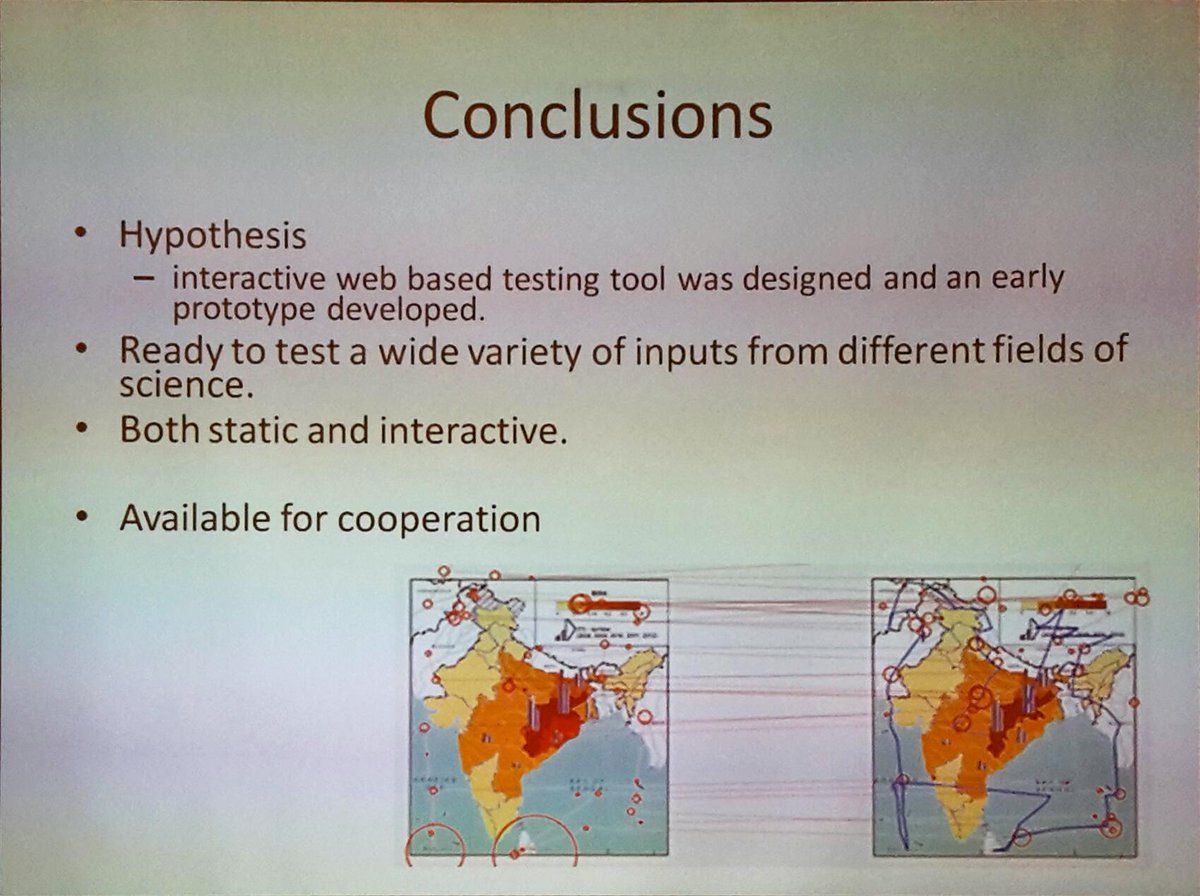 Conclusions
• Hypothesis
– interactive web based testing tool was designed and an early
prototype developed.
• Ready to test a wide variety of inputs from different fields of
science.
• Both static and interactive.
• Available for cooperation